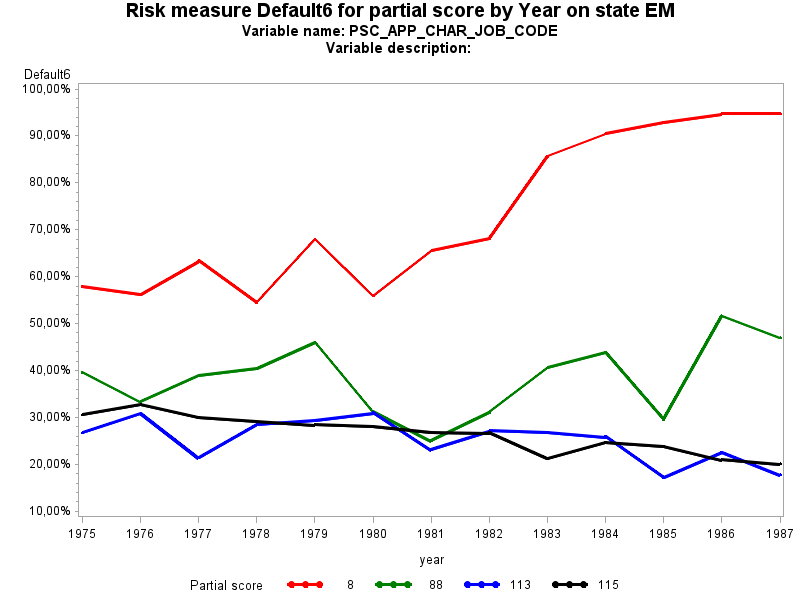 Risk measure Default6 for partial score by Year on state EM
Variable name: PSC_APP_CHAR_JOB_CODE
Variable description:
Default6
100,00%
90,00%
80,00%
70,00%
60,00%
50,00%
40,00%
30,00%
20,00%
10,00%
1975 1976 1977 1978 1979 1980 1981 1982 1983 1984 1985 1986 1987
year
Partial score 8 88 113 115